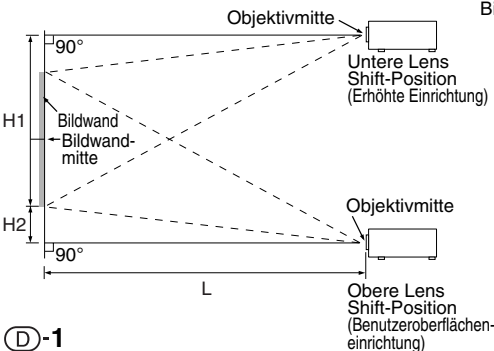 Bi
Objektivmitte
90°
Untere Lens
Shift-Position
(Erhöhte Einrichtung)
H1
Bildwand
Bildwand-
mitte
Objektivmitte
H2
90°
L
Obere Lens
Shift-Position
(Benutzeroberflächen-
einrichtung)
D-1